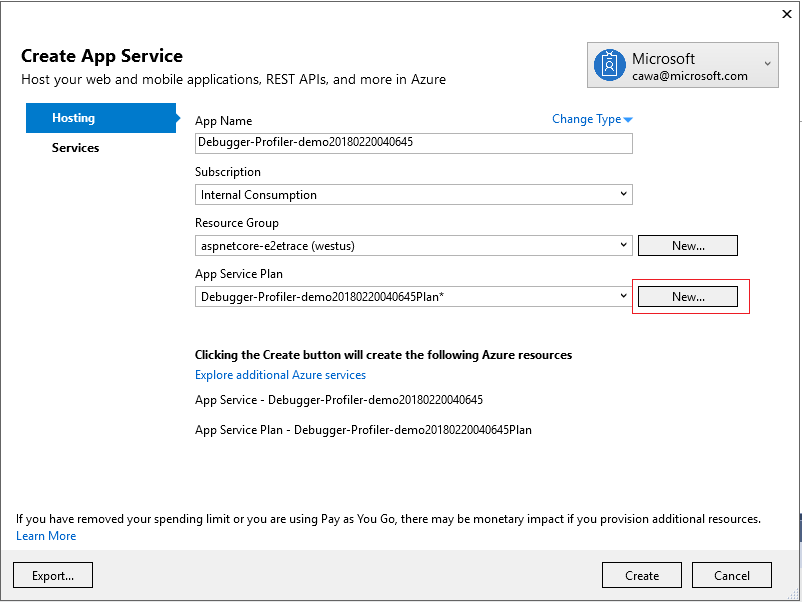 Create App Service
Host your web and mobile applications, REST APIs, and more in Azure
Microsoft
cawa@microsoft.com
Hosting
Services
App Name
Change Type
Debugger-Profiler-demo20180220040645
Subscription
Internal Consumption
Resource Group
aspnetcore-e2etrace (westus)
New...
App Service Plan
Debugger-Profiler-demo20180220040645Plan*
New...
Clicking the Create button will create the following Azure resources
Explore additional Azure services
App Service - Debugger-Profiler-demo20180220040645
App Service Plan - Debugger-Profiler-demo20180220040645Plan
If you have removed your spending limit or you are using Pay as You Go, there may be monetary impact if you provision additional resources.
Learn More
Export...
Create
Cancel